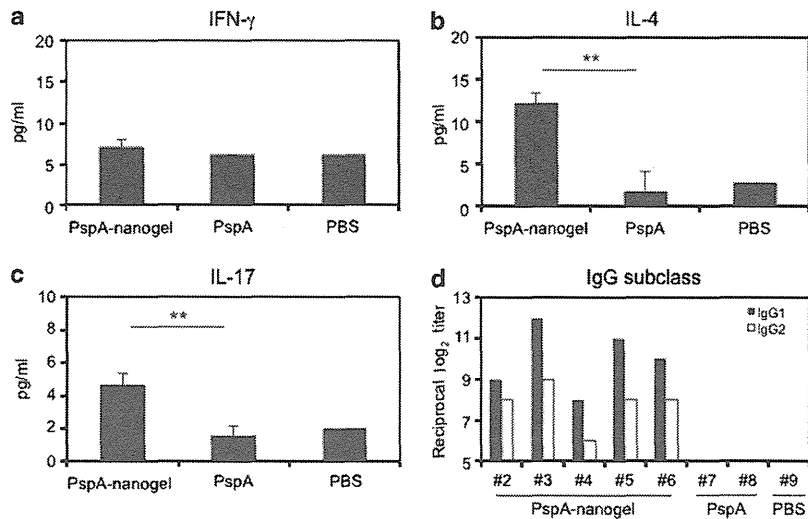 a
IFN-γ
20
15
10
5
0
pg/ml
PspA-nanogel
PspA
PBS
b
IL-4
20
15
10
5
0
pg/ml
**
PspA-nanogel
PspA
PBS
c
IL-17
10
8
6
4
2
0
pg/ml
**
PspA-nanogel
PspA
PBS
d
IgG subclass
13
11
9
7
5
Reciprocal log2 titer
IgG1
IgG2
#2 #3 #4 #5 #6 #7 #8 #9
PspA-nanogel
PspA
PBS